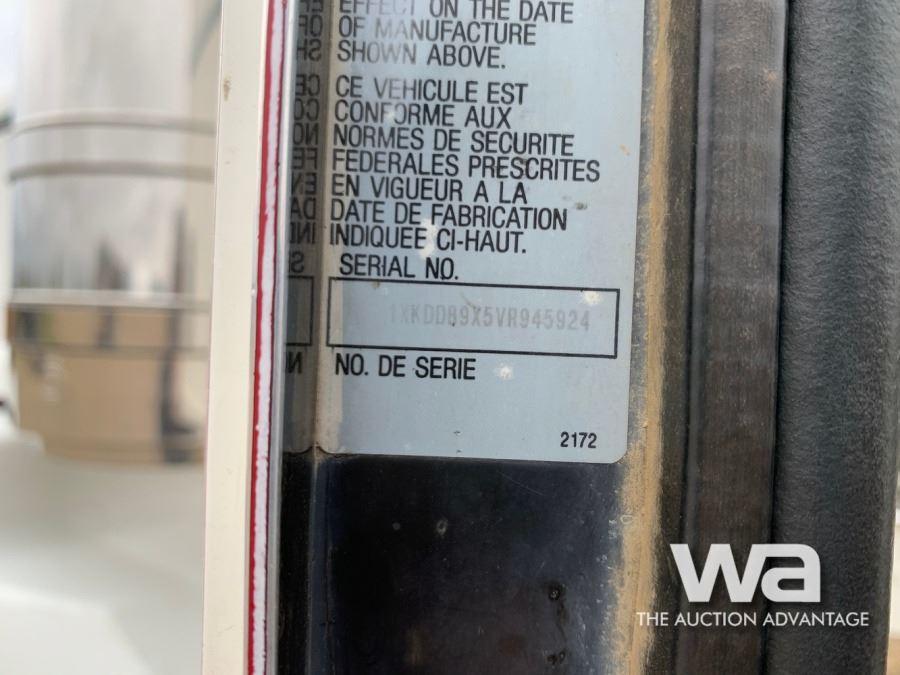 EFFECT ON THE DATE
OF MANUFACTURE
SHOWN ABOVE.
CE VEHICULE EST
CONFORME AUX
NORMES DE SECURITE
FEDERALES PRESCRITES
EN VIGUEUR A LA
DATE DE FABRICATION
INDIQUEE CI-HAUT.
SERIAL NO.
1XKDDB9X5VR945924
NO. DE SERIE
2172
wa
THE AUCTION ADVANTAGE